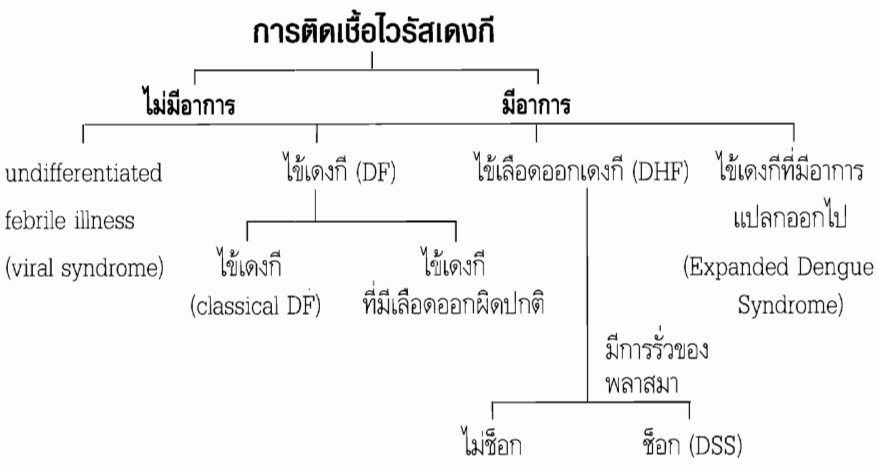 การติดเชื้อไวรัสเดงกี
ไม่มีอาการ
มีอาการ
undifferentiated
febrile illness
(viral syndrome)
ไข้เดงกี (DF)
ไข้เดงกี
(classical DF)
ไข้เดงกี
ที่มีเลือดออกผิดปกติ
ไข้เลือดออกเดงกี (DHF)
มีการรั่วของ
พลาสมา
ไม่ช็อก
ช็อก (DSS)
ไข้เดงกีที่มีอาการ
แปลกออกไป
(Expanded Dengue
Syndrome)